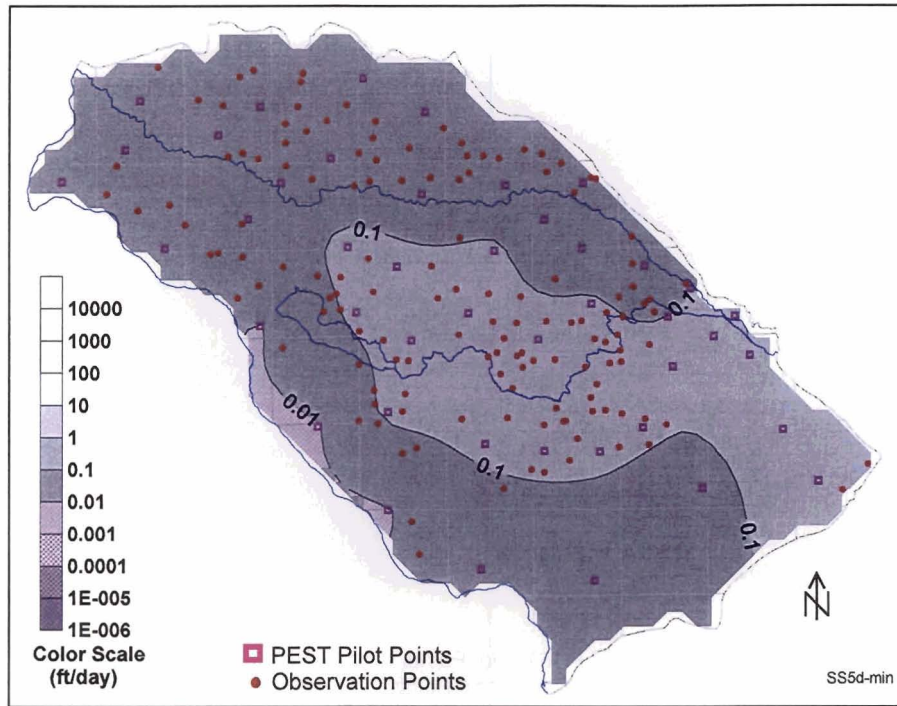 0.1
0.1
0.01
0.1
0.1
10000
1000
100
10
1
0.1
0.01
0.001
0.0001
1E-005
1E-006
Color Scale
(ft/day)
PEST Pilot Points
Observation Points
N
SS5d-min